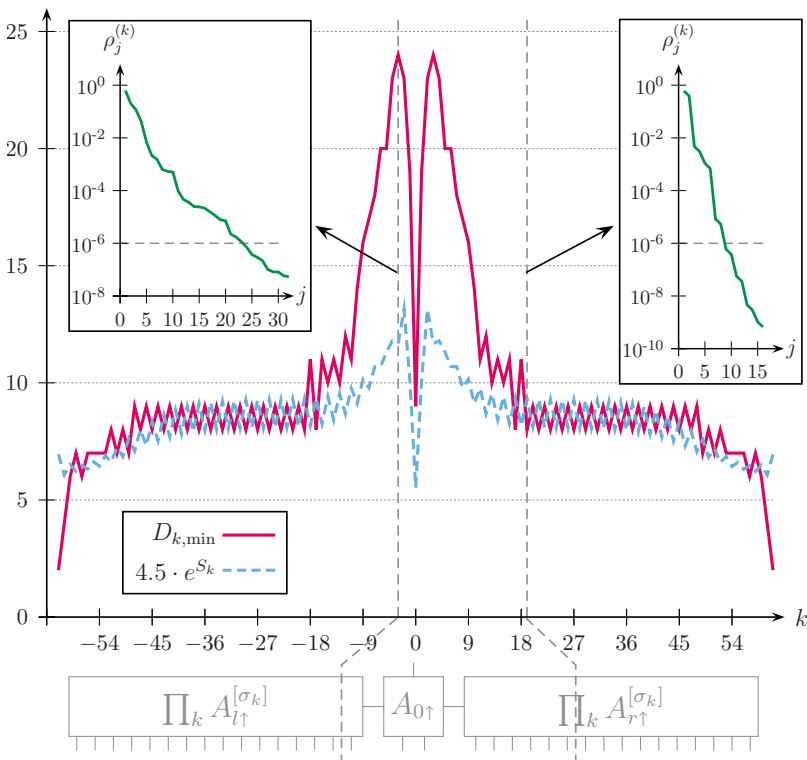 25
20
15
10
5
0
−54 −45 −36 −27 −18 −9 0 9 18 27 36 45 54 k
ρ_j^{(k)}
10^0
10^{−2}
10^{−4}
10^{−6}
10^{−8}
0 5 10 15 20 25 30 j
ρ_j^{(k)}
10^0
10^{−2}
10^{−4}
10^{−6}
10^{−8}
10^{−10}
0 5 10 15 j
D_{k,min}
4.5 · e^{S_k}
∏_k A_{l↑}^{[σ_k]} A_{0↑} ∏_k A_{r↑}^{[σ_k]}